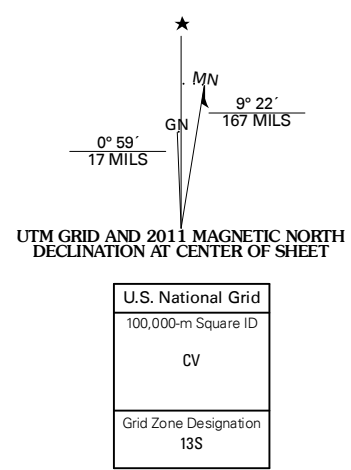 ★
MN
9° 22´
167 MILS
GN
0° 59´
17 MILS
UTM GRID AND 2011 MAGNETIC NORTH
DECLINATION AT CENTER OF SHEET
U.S. National Grid
100,000-m Square ID
CV
Grid Zone Designation
13S